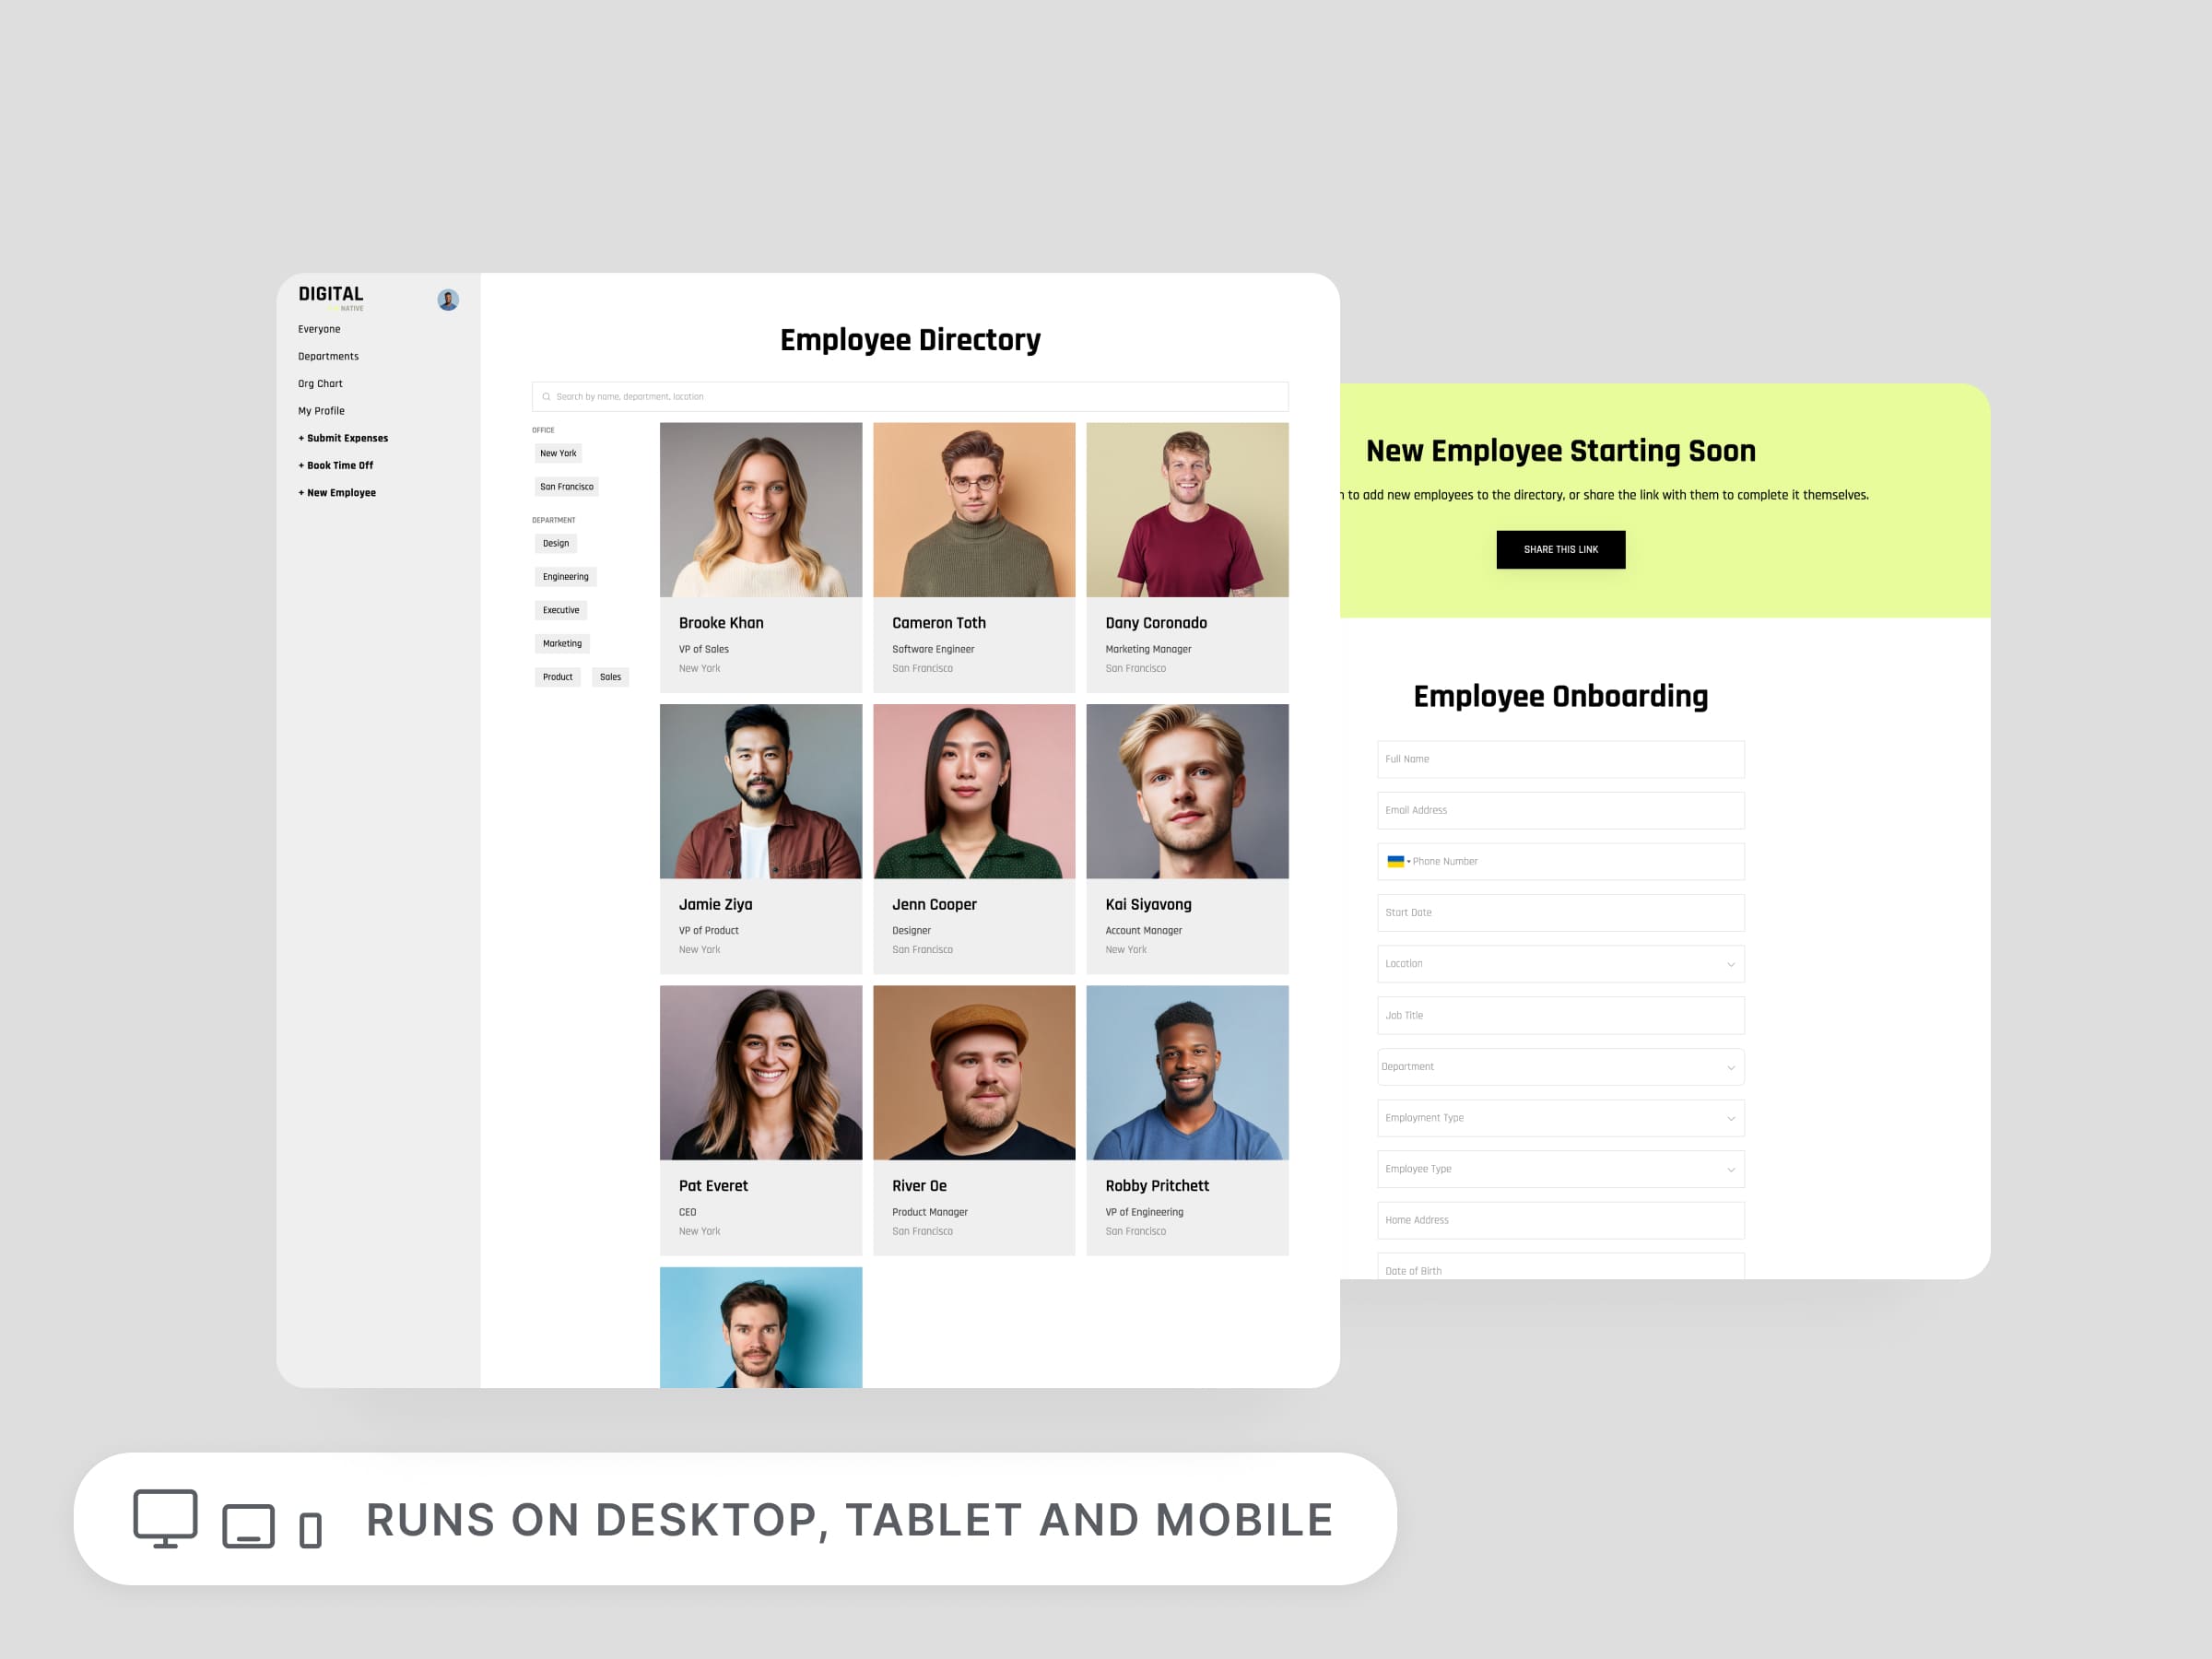 DIGITAL
NATIVE
Everyone
Departments
Org Chart
My Profile
+ Submit Expenses
+ Book Time Off
+ New Employee
Employee Directory
Search by name, department, location
OFFICE
New York
San Francisco
DEPARTMENT
Design
Engineering
Executive
Marketing
Product
Sales
Brooke Khan
VP of Sales
New York
Cameron Toth
Software Engineer
San Francisco
Dany Coronado
Marketing Manager
San Francisco
Jamie Ziya
VP of Product
New York
Jenn Cooper
Designer
San Francisco
Kai Siyavong
Account Manager
New York
Pat Everet
CEO
New York
River Oe
Product Manager
San Francisco
Robby Pritchett
VP of Engineering
San Francisco
New Employee Starting Soon
to add new employees to the directory, or share the link with them to complete it themselves.
SHARE THIS LINK
Employee Onboarding
Full Name
Email Address
Phone Number
Start Date
Location
Job Title
Department
Employment Type
Employee Type
Home Address
Date of Birth
RUNS ON DESKTOP, TABLET AND MOBILE